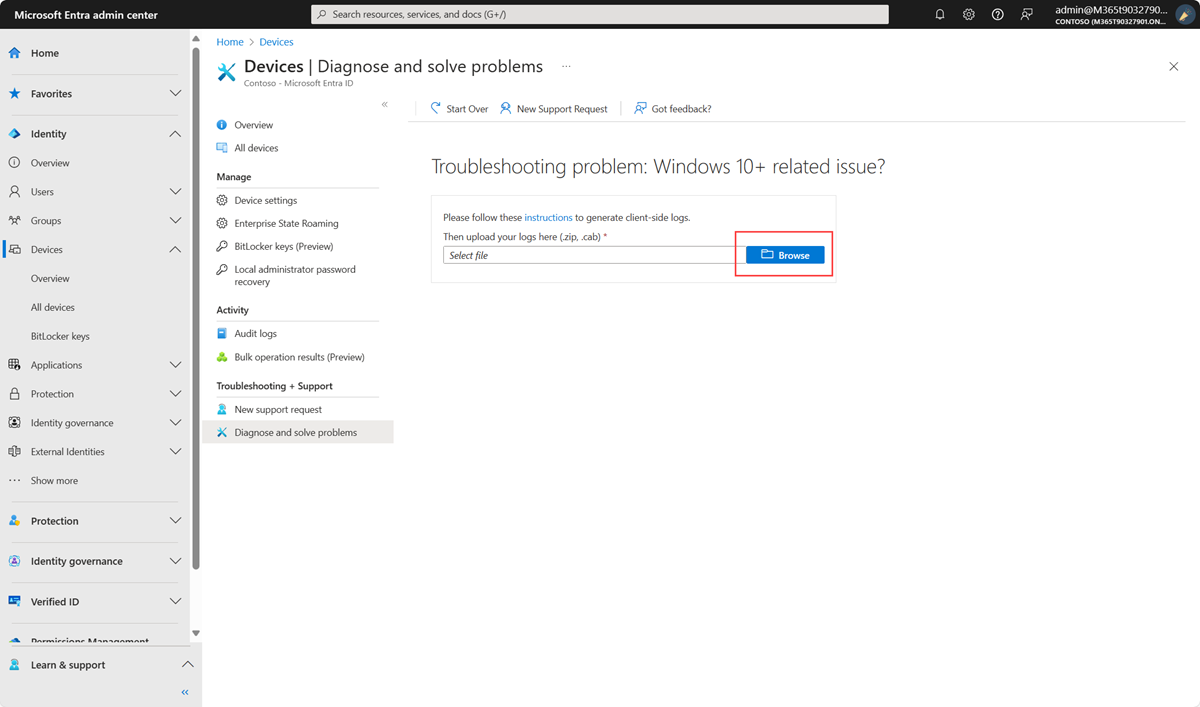 Microsoft Entra admin center
Search resources, services, and docs (G+/)
admin@M365t9032790...
CONTOSO (M365T90327901.ON...
Home
Favorites
Identity
Overview
Users
Groups
Devices
Overview
All devices
BitLocker keys
Applications
Protection
Identity governance
External Identities
Show more
Protection
Identity governance
Verified ID
Permissions Management
Learn & support
Home > Devices
Devices | Diagnose and solve problems ...
Contoso - Microsoft Entra ID
Overview
All devices
Manage
Device settings
Enterprise State Roaming
BitLocker keys (Preview)
Local administrator password
recovery
Activity
Audit logs
Bulk operation results (Preview)
Troubleshooting + Support
New support request
Diagnose and solve problems
Start Over New Support Request Got feedback?
Troubleshooting problem: Windows 10+ related issue?
Please follow these instructions to generate client-side logs.
Then upload your logs here (.zip, .cab) *
Select file
Browse